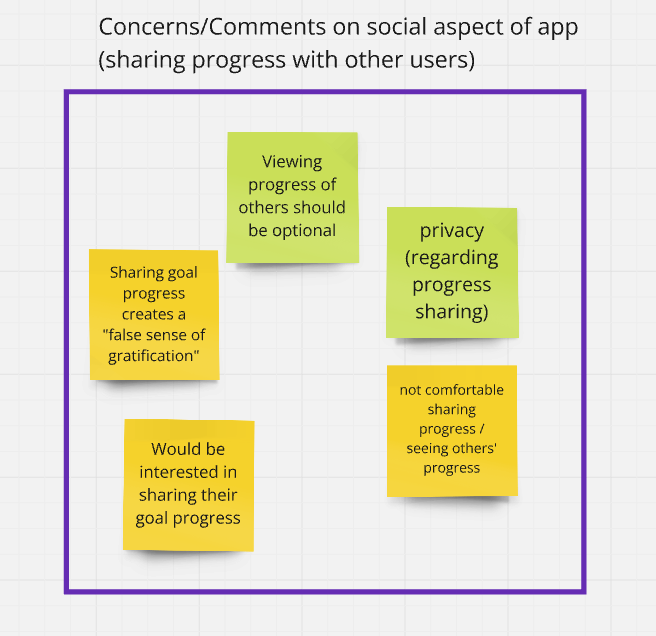 Concerns/Comments on social aspect of app
(sharing progress with other users)
Viewing
progress of
others should
be optional
privacy
(regarding
progress
sharing)
Sharing goal
progress
creates a
"false sense of
gratification"
not comfortable
sharing
progress /
seeing others'
progress
Would be
interested in
sharing their
goal progress